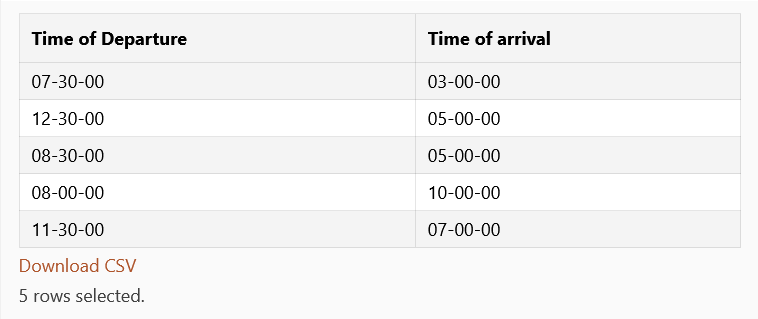 Time of Departure Time of arrival
07-30-00 03-00-00
12-30-00 05-00-00
08-30-00 05-00-00
08-00-00 10-00-00
11-30-00 07-00-00
Download CSV
5 rows selected.